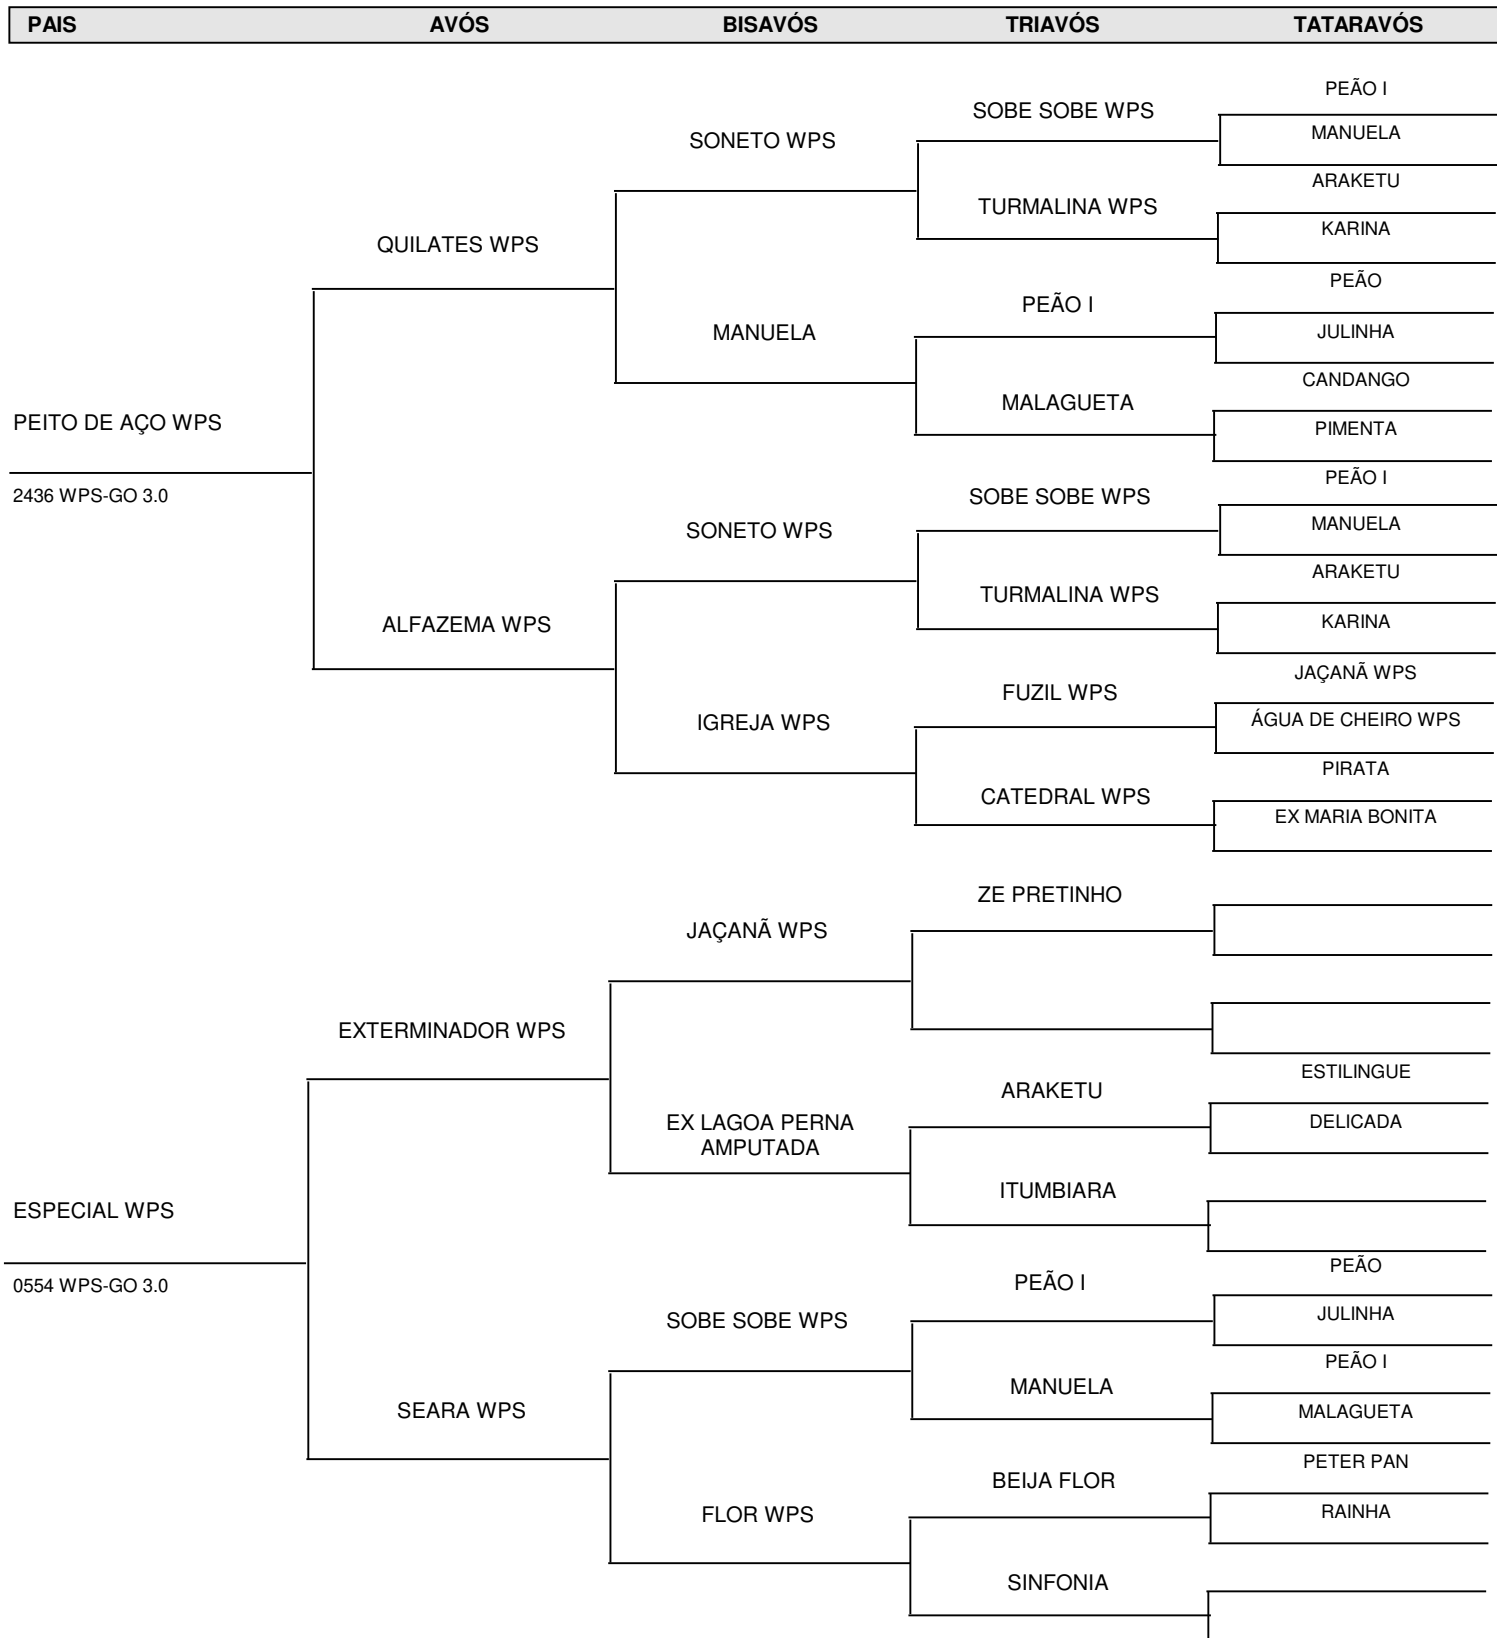 PAIS AVÓS BISAVÓS TRIAVÓS TATARAVÓS
PEÃO I
SOBE SOBE WPS
MANUELA
SONETO WPS
ARAKETU
TURMALINA WPS
KARINA
QUILATES WPS
PEÃO
PEÃO I
JULINHA
MANUELA
CANDANGO
MALAGUETA
PEITO DE AÇO WPS
PIMENTA
PEÃO I
2436 WPS-GO 3.0
SOBE SOBE WPS
MANUELA
SONETO WPS
ARAKETU
TURMALINA WPS
KARINA
ALFAZEMA WPS
JAÇANÃ WPS
FUZIL WPS
ÁGUA DE CHEIRO WPS
IGREJA WPS
PIRATA
CATEDRAL WPS
EX MARIA BONITA
ZE PRETINHO
JAÇANÃ WPS
EXTERMINADOR WPS
ESTILINGUE
ARAKETU
DELICADA
EX LAGOA PERNA
AMPUTADA
ITUMBIARA
ESPECIAL WPS
PEÃO
0554 WPS-GO 3.0
PEÃO I
JULINHA
SOBE SOBE WPS
PEÃO I
MANUELA
SEARA WPS
MALAGUETA
PETER PAN
BEIJA FLOR
RAINHA
FLOR WPS
SINFONIA